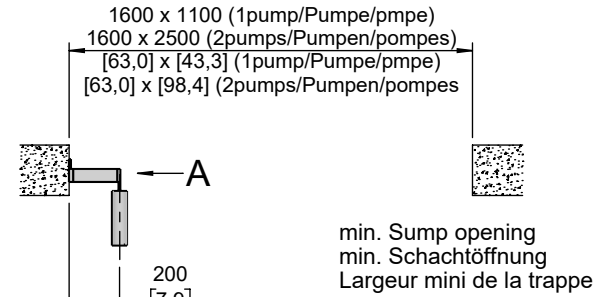 1600 x 1100 (1pump/Pumpe/pmpe)
1600 x 2500 (2pumps/Pumpen/pompes)
[63,0] x [43,3] (1pump/Pumpe/pmpe)
[63,0] x [98,4] (2pumps/Pumpen/pompes
A
min. Sump opening
min. Schachtöffnung
Largeur mini de la trappe
200